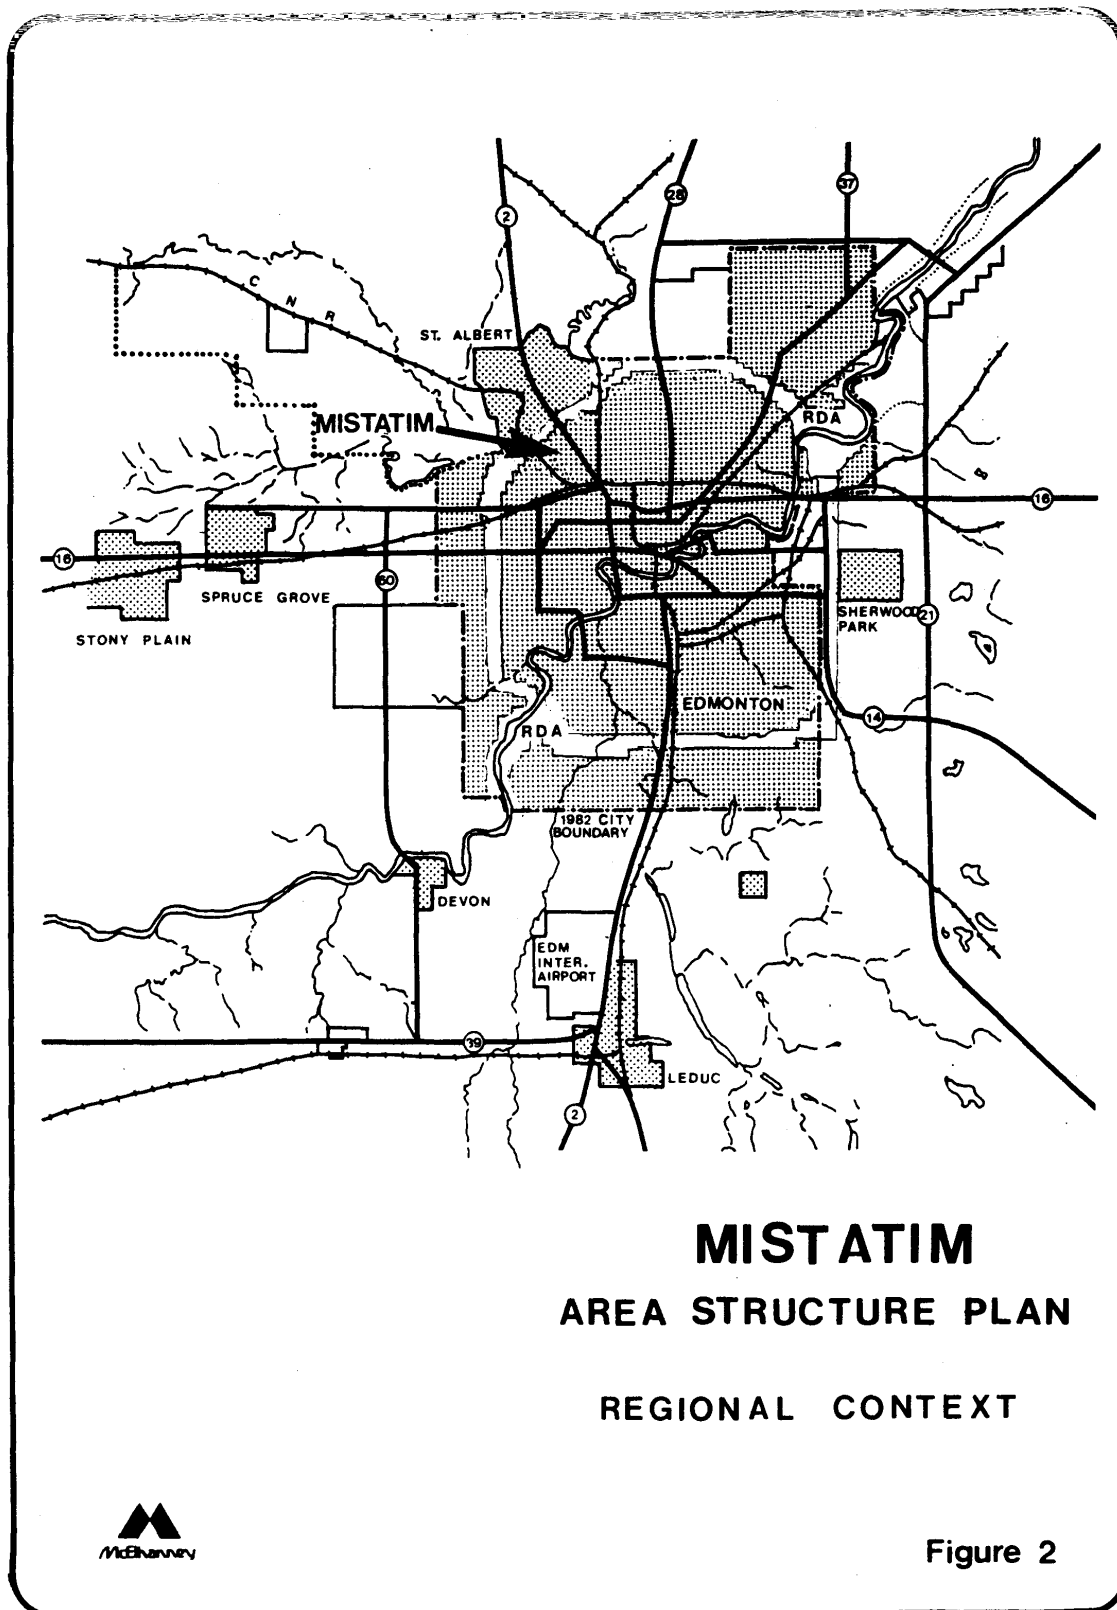 37
28
2
CNR
ST. ALBERT
RDA
MISTATIM
16
16
60
SPRUCE GROVE
SHERWOOD
PARK
21
STONY PLAIN
EDMONTON
14
RDA
1982 CITY
BOUNDARY
DEVON
EDM
INTER.
AIRPORT
39
LEDUC
2
MISTATIM
AREA STRUCTURE PLAN
REGIONAL CONTEXT
McElhanney
Figure 2